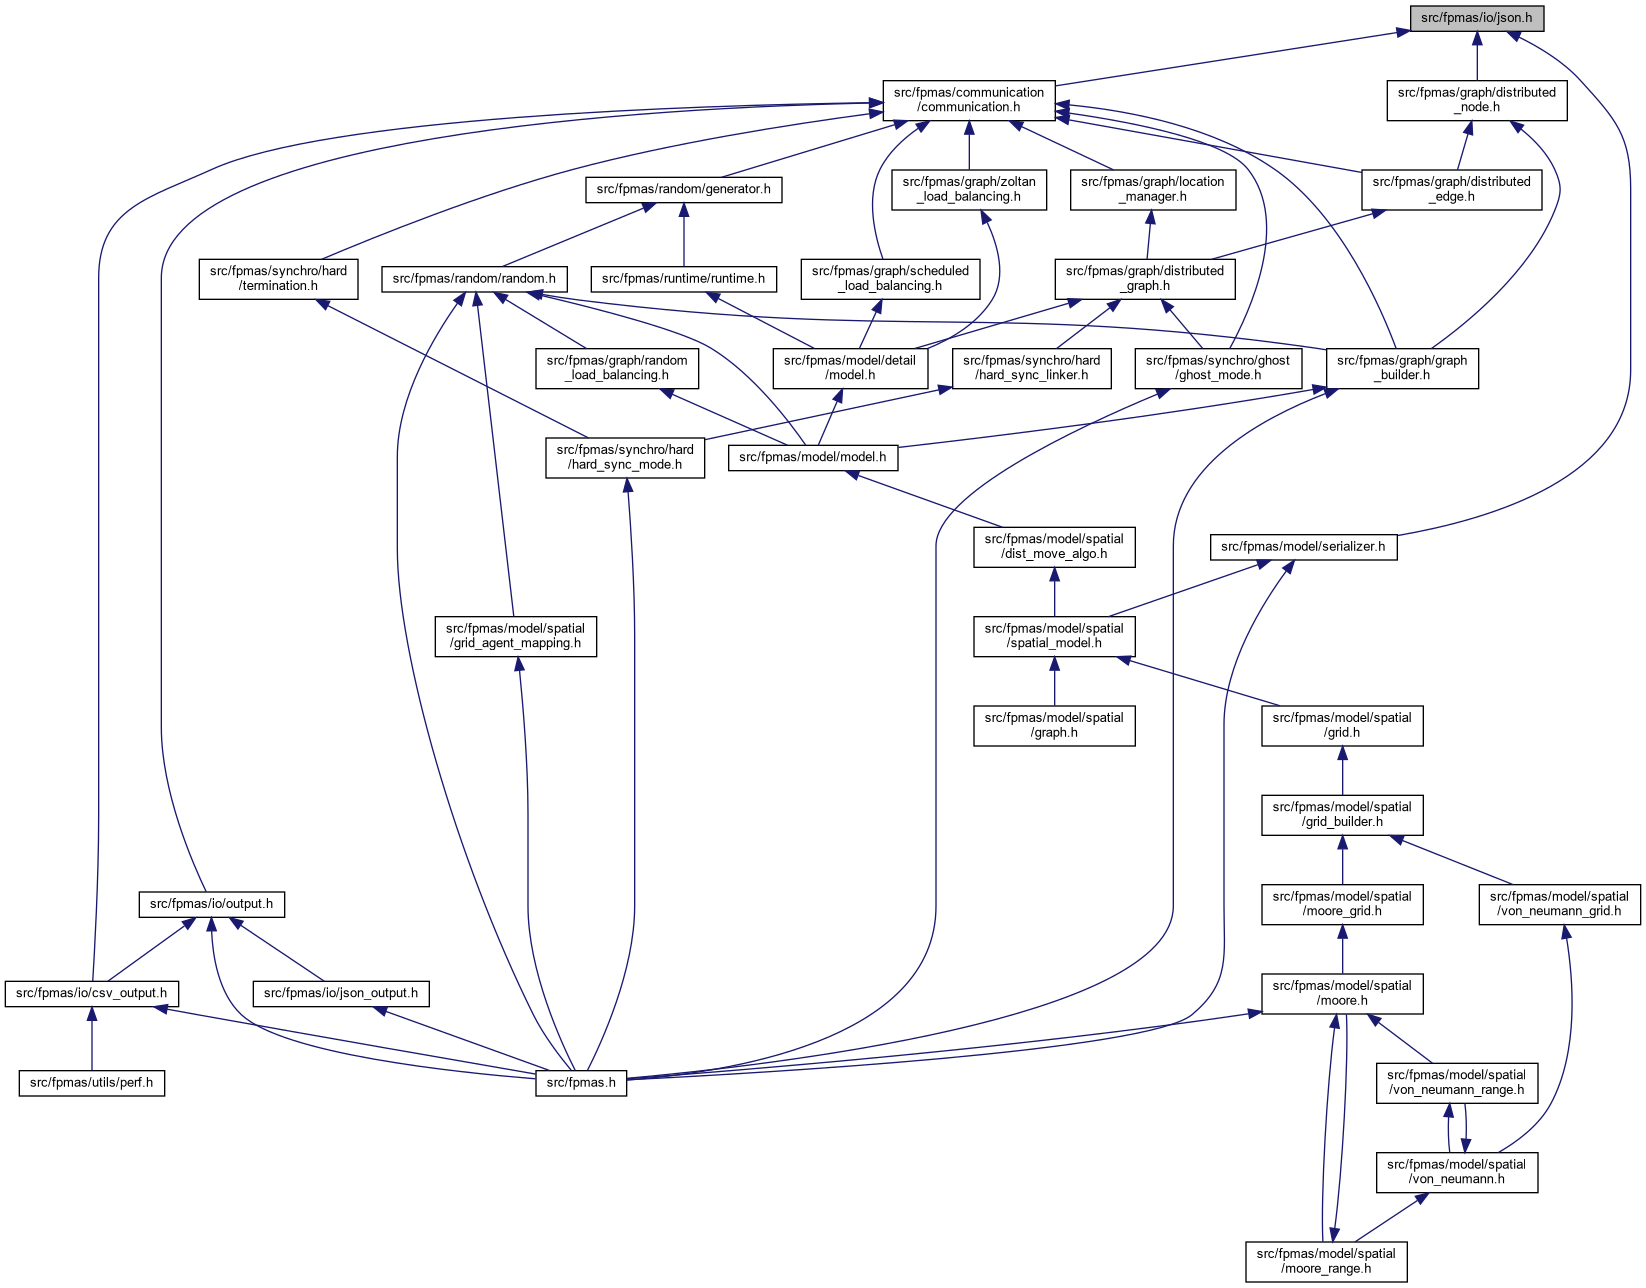 src/fpmas/io/json.h
src/fpmas/communication
/communication.h
src/fpmas/graph/distributed
_node.h
src/fpmas/random/generator.h
src/fpmas/graph/zoltan
_load_balancing.h
src/fpmas/graph/location
_manager.h
src/fpmas/graph/distributed
_edge.h
src/fpmas/synchro/hard
/termination.h
src/fpmas/random/random.h
src/fpmas/runtime/runtime.h
src/fpmas/graph/scheduled
_load_balancing.h
src/fpmas/graph/distributed
_graph.h
src/fpmas/graph/random
_load_balancing.h
src/fpmas/model/detail
/model.h
src/fpmas/synchro/hard
/hard_sync_linker.h
src/fpmas/synchro/ghost
/ghost_mode.h
src/fpmas/graph/graph
_builder.h
src/fpmas/synchro/hard
/hard_sync_mode.h
src/fpmas/model/model.h
src/fpmas/model/spatial
/dist_move_algo.h
src/fpmas/model/serializer.h
src/fpmas/model/spatial
/grid_agent_mapping.h
src/fpmas/model/spatial
/spatial_model.h
src/fpmas/model/spatial
/graph.h
src/fpmas/model/spatial
/grid.h
src/fpmas/model/spatial
/grid_builder.h
src/fpmas/io/output.h
src/fpmas/model/spatial
/moore_grid.h
src/fpmas/model/spatial
/von_neumann_grid.h
src/fpmas/io/csv_output.h
src/fpmas/io/json_output.h
src/fpmas/model/spatial
/moore.h
src/fpmas/utils/perf.h
src/fpmas.h
src/fpmas/model/spatial
/von_neumann_range.h
src/fpmas/model/spatial
/von_neumann.h
src/fpmas/model/spatial
/moore_range.h